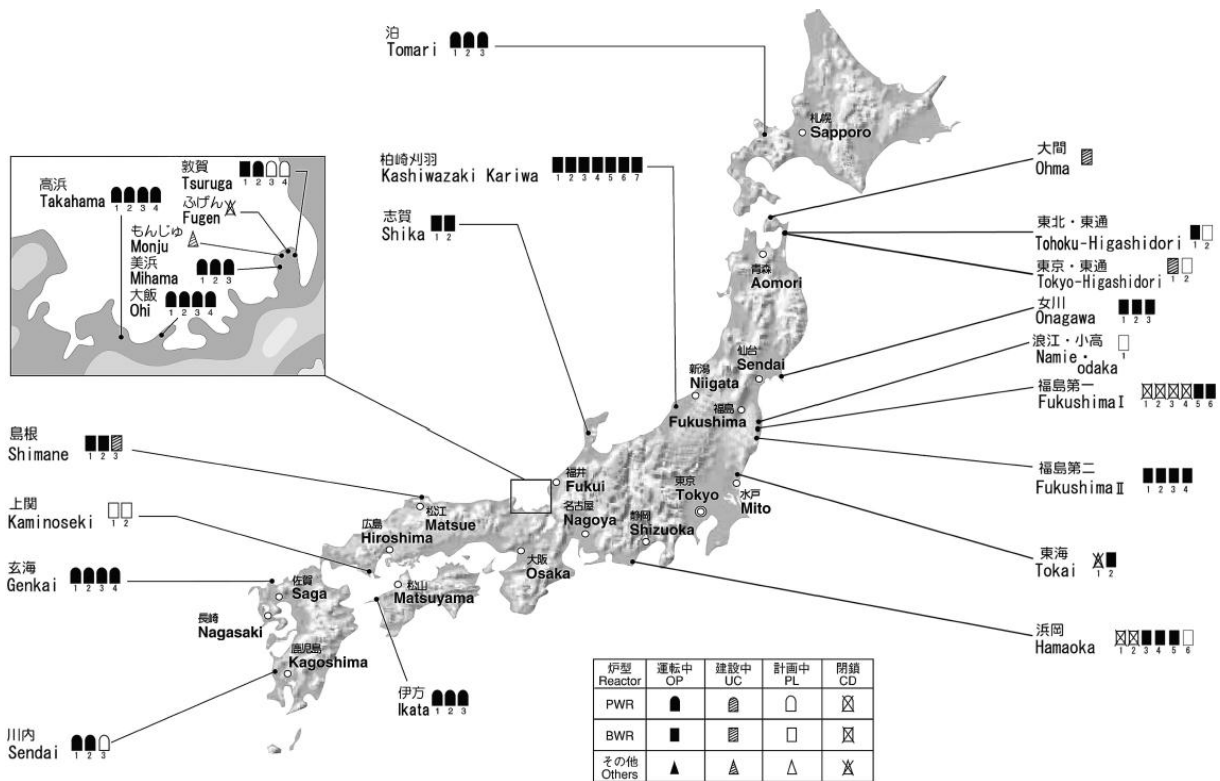 泊
Tomari
1 2 3
札幌
Sapporo
柏崎刈羽
Kashiwazaki Kariwa
1 2 3 4 5 6 7
志賀
Shika
1 2
大間
Ohma
東北・東通
Tohoku-Higashidori
1 2
東京・東通
Tokyo-Higashidori
1 2
女川
Onagawa
1 2 3
浪江・小高
Namie・
odaka
1
福島第一
Fukushima I
1 2 3 4 5 6
福島第二
Fukushima II
1 2 3 4
東海
Tokai
1 2
浜岡
Hamaoka
1 2 3 4 5 6
高浜
Takahama
1 2 3 4
敦賀
Tsuruga
1 2 3 4
ふげん
Fugen
もんじゅ
Monju
美浜
Mihama
1 2 3
大飯
Ohi
1 2 3 4
島根
Shimane
1 2 3
上関
Kaminoseki
1 2
玄海
Genkai
1 2 3 4
川内
Sendai
1 2 3
伊方
Ikata
1 2 3
青森
Aomori
仙台
Sendai
新潟
Niigata
福島
Fukushima
福井
Fukui
東京
Tokyo
水戸
Mito
名古屋
Nagoya
静岡
Shizuoka
松江
Matsue
広島
Hiroshima
大阪
Osaka
松山
Matsuyama
佐賀
Saga
長崎
Nagasaki
鹿児島
Kagoshima
炉型 運転中 建設中 計画中 閉鎖
Reactor OP UC PL CD
PWR
BWR
その他
Others